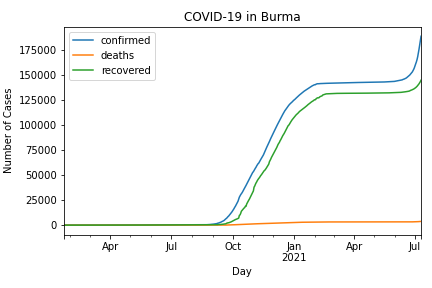 COVID-19 in Burma
confirmed
deaths
recovered
175000
150000
125000
100000
75000
50000
25000
0
Number of Cases
Apr Jul Oct Jan Apr Jul
2021
Day